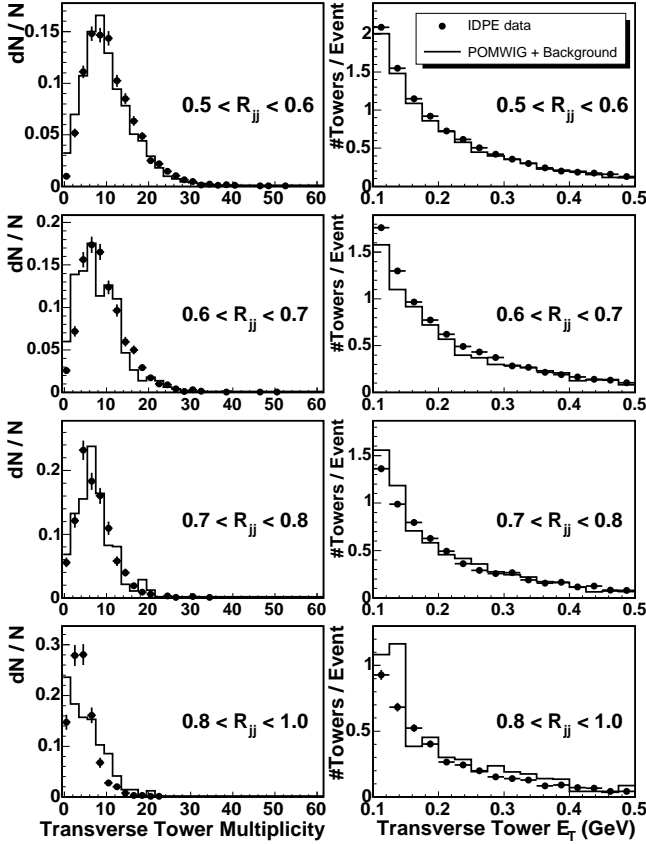 dN / N
0.15
0.1
0.05
0
0 10 20 30 40 50 60
0.5 < R_jj < 0.6
#Towers / Event
2
1
0
0.1 0.2 0.3 0.4 0.5
IDPE data
POMWIG + Background
0.5 < R_jj < 0.6
dN / N
0.2
0.15
0.1
0.05
0
0 10 20 30 40 50 60
0.6 < R_jj < 0.7
#Towers / Event
1.5
1
0.5
0
0.1 0.2 0.3 0.4 0.5
0.6 < R_jj < 0.7
dN / N
0.2
0.1
0
0 10 20 30 40 50 60
0.7 < R_jj < 0.8
#Towers / Event
1.5
1
0.5
0
0.1 0.2 0.3 0.4 0.5
0.7 < R_jj < 0.8
dN / N
0.3
0.2
0.1
0
0 10 20 30 40 50 60
0.8 < R_jj < 1.0
Transverse Tower Multiplicity
#Towers / Event
1
0.5
0
0.1 0.2 0.3 0.4 0.5
0.8 < R_jj < 1.0
Transverse Tower E_T (GeV)